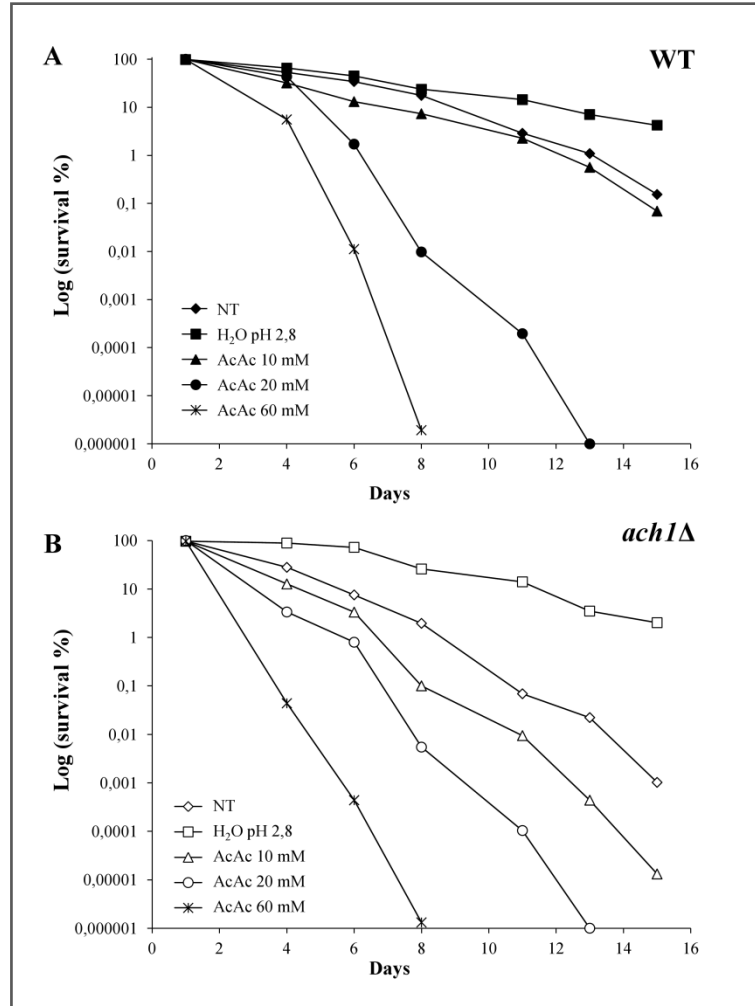 A
WT
Log (survival %)
100
10
1
0,1
0,01
0,001
0,0001
0,00001
0,000001
NT
H₂O pH 2,8
AcAc 10 mM
AcAc 20 mM
AcAc 60 mM
0 2 4 6 8 10 12 14 16
Days
B
ach1Δ
Log (survival %)
100
10
1
0,1
0,01
0,001
0,0001
0,00001
0,000001
NT
H₂O pH 2,8
AcAc 10 mM
AcAc 20 mM
AcAc 60 mM
0 2 4 6 8 10 12 14 16
Days